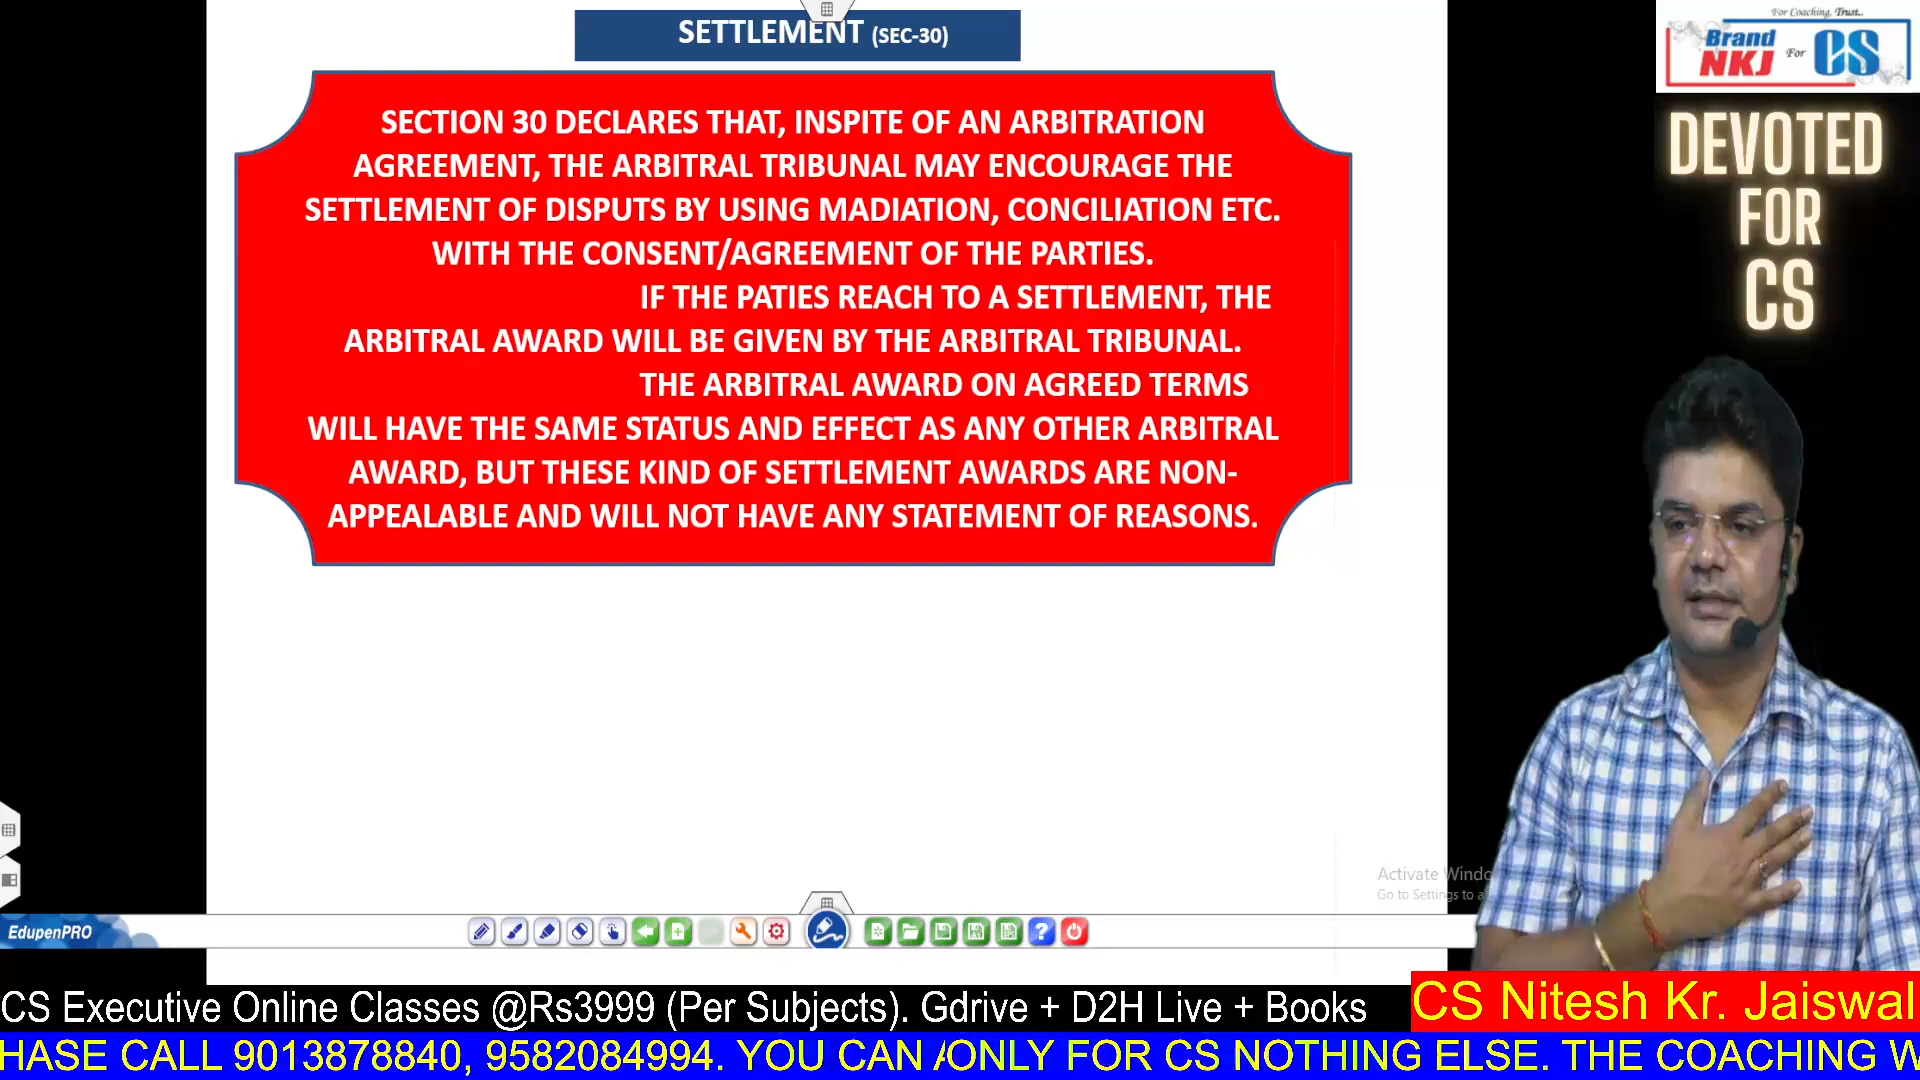 SETTLEMENT (SEC-30)
SECTION 30 DECLARES THAT, INSPITE OF AN ARBITRATION
AGREEMENT, THE ARBITRAL TRIBUNAL MAY ENCOURAGE THE
SETTLEMENT OF DISPUTS BY USING MADIATION, CONCILIATION ETC.
WITH THE CONSENT/AGREEMENT OF THE PARTIES.
IF THE PATIES REACH TO A SETTLEMENT, THE
ARBITRAL AWARD WILL BE GIVEN BY THE ARBITRAL TRIBUNAL.
THE ARBITRAL AWARD ON AGREED TERMS
WILL HAVE THE SAME STATUS AND EFFECT AS ANY OTHER ARBITRAL
AWARD, BUT THESE KIND OF SETTLEMENT AWARDS ARE NON-
APPEALABLE AND WILL NOT HAVE ANY STATEMENT OF REASONS.
For Coaching, Trust..
Brand
NKJ For CS
DEVOTED
FOR
CS
Activate Windo
Go to Settings to a
EdupenPRO
CS Executive Online Classes @Rs3999 (Per Subjects). Gdrive + D2H Live + Books
CS Nitesh Kr. Jaiswal
HASE CALL 9013878840, 9582084994. YOU CAN /
ONLY FOR CS NOTHING ELSE. THE COACHING W